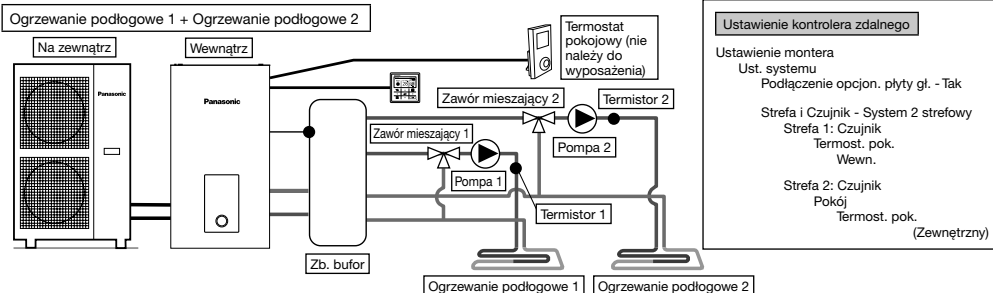 Ogrzewanie podłogowe 1 + Ogrzewanie podłogowe 2
Na zewnątrz
Wewnątrz
Panasonic
Panasonic
Termostat
pokojowy (nie
należy do
wyposażenia)
Zawór mieszający 2
Termistor 2
Zawór mieszający 1
Pompa 2
Pompa 1
Termistor 1
Zb. bufor
Ogrzewanie podłogowe 1
Ogrzewanie podłogowe 2
Ustawienie kontrolera zdalnego
Ustawienie montera
Ust. systemu
Podłączenie opcjon. płyty gł. - Tak
Strefa i Czujnik - System 2 strefowy
Strefa 1: Czujnik
Termost. pok.
Wewn.
Strefa 2: Czujnik
Pokój
Termost. pok.
(Zewnętrzny)